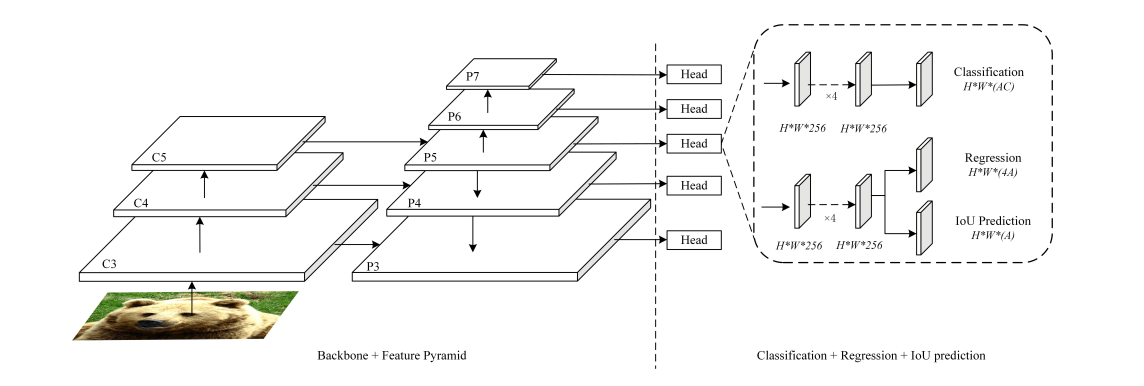 P7
P6
C5
P5
C4
P4
C3
P3
Head
Head
Head
Head
Head
Classification
H*W*(AC)
×4
H*W*256 H*W*256
Regression
H*W*(4A)
×4
IoU Prediction
H*W*(A)
H*W*256 H*W*256
Backbone + Feature Pyramid
Classification + Regression + IoU prediction